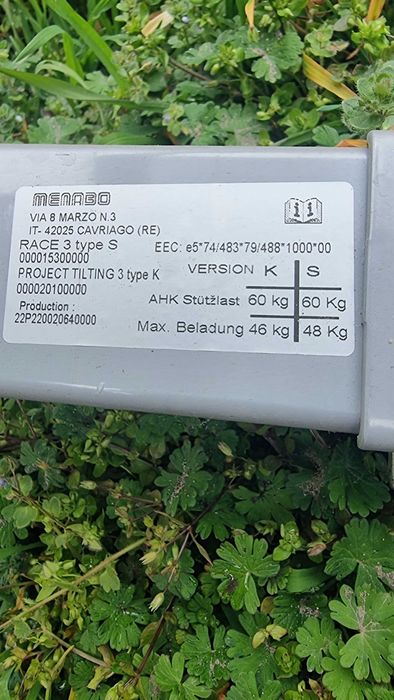 MENABO
VIA 8 MARZO N.3
IT- 42025 CAVRIAGO (RE)
RACE 3 type S EEC: e5*74/483*79/488*1000*00
000015300000
PROJECT TILTING 3 type K VERSION K S
000020100000
AHK Stützlast 60 kg 60 Kg
Production :
22P220020640000
Max. Beladung 46 kg 48 Kg